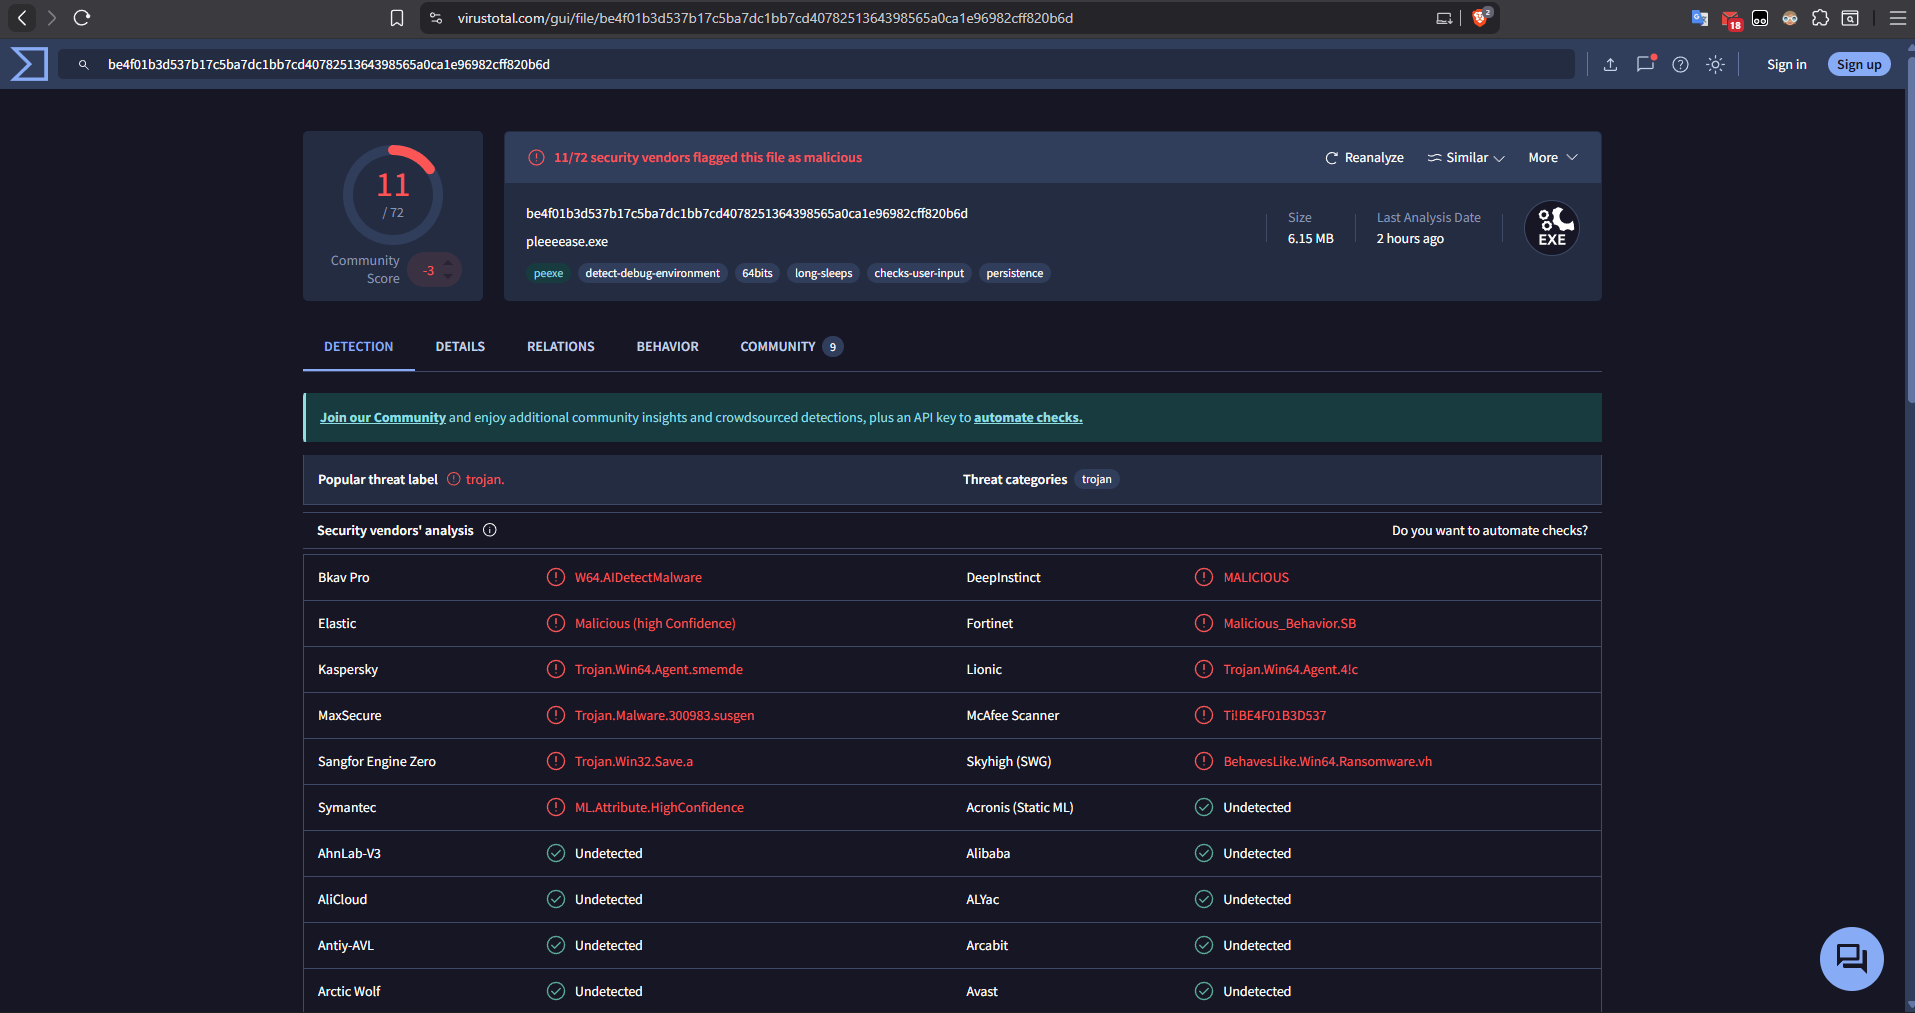 virustotal.com/gui/file/be4f01b3d537b17c5ba7dc1bb7cd4078251364398565a0ca1e96982cff820b6d
2
18
be4f01b3d537b17c5ba7dc1bb7cd4078251364398565a0ca1e96982cff820b6d
Sign in
Sign up
11
/ 72
Community
Score
-3
11/72 security vendors flagged this file as malicious
Reanalyze
Similar
More
be4f01b3d537b17c5ba7dc1bb7cd4078251364398565a0ca1e96982cff820b6d
pleeeease.exe
Size
6.15 MB
Last Analysis Date
2 hours ago
EXE
peexe
detect-debug-environment
64bits
long-sleeps
checks-user-input
persistence
DETECTION
DETAILS
RELATIONS
BEHAVIOR
COMMUNITY
9
Join our Community and enjoy additional community insights and crowdsourced detections, plus an API key to automate checks.
Popular threat label
trojan.
Threat categories
trojan
Security vendors' analysis
Do you want to automate checks?
Bkav Pro
W64.AIDetectMalware
DeepInstinct
MALICIOUS
Elastic
Malicious (high Confidence)
Fortinet
Malicious_Behavior.SB
Kaspersky
Trojan.Win64.Agent.smemde
Lionic
Trojan.Win64.Agent.4!c
MaxSecure
Trojan.Malware.300983.susgen
McAfee Scanner
Ti!BE4F01B3D537
Sangfor Engine Zero
Trojan.Win32.Save.a
Skyhigh (SWG)
BehavesLike.Win64.Ransomware.vh
Symantec
ML.Attribute.HighConfidence
Acronis (Static ML)
Undetected
AhnLab-V3
Undetected
Alibaba
Undetected
AliCloud
Undetected
ALYac
Undetected
Antiy-AVL
Undetected
Arcabit
Undetected
Arctic Wolf
Undetected
Avast
Undetected